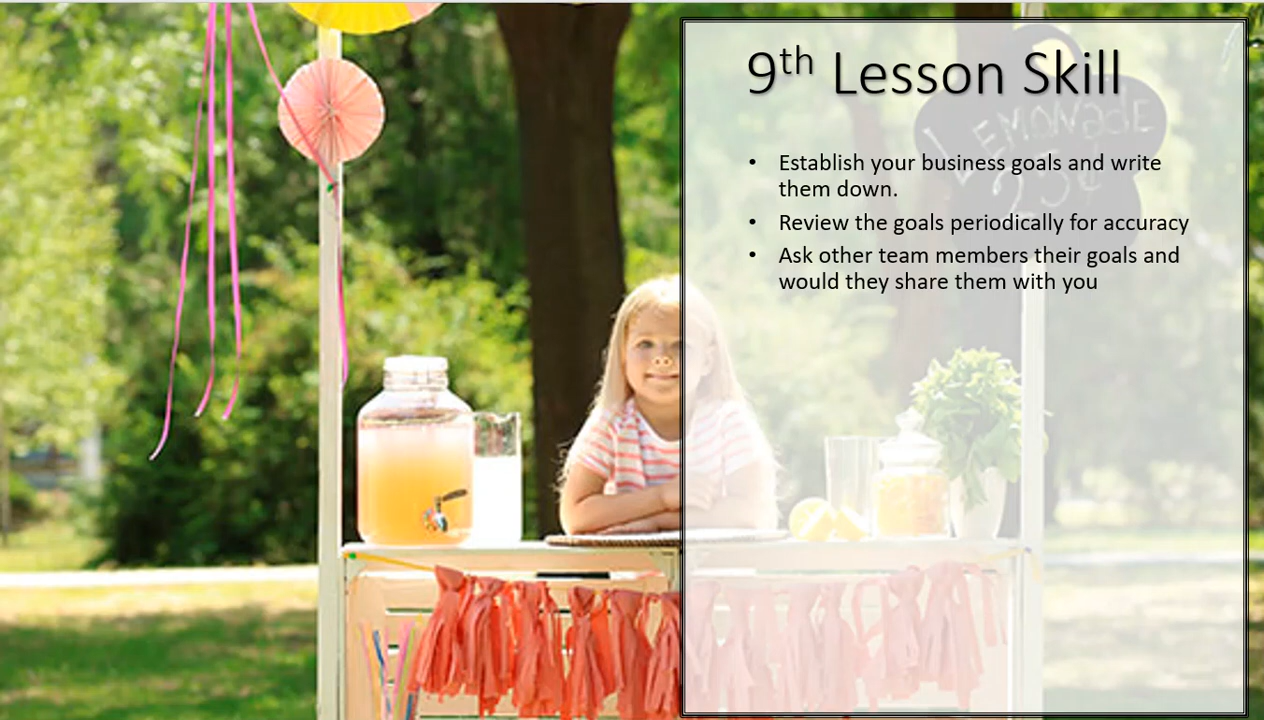 9th Lesson Skill
LEMONADE
25¢
• Establish your business goals and write
them down.
• Review the goals periodically for accuracy
• Ask other team members their goals and
would they share them with you